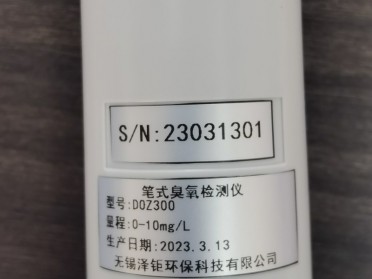 S/N:23031301
笔式臭氧检测仪
型号:DOZ300
量程:0-10mg/L
生产日期:2023.3.13
无锡泽钜环保科技有限公司